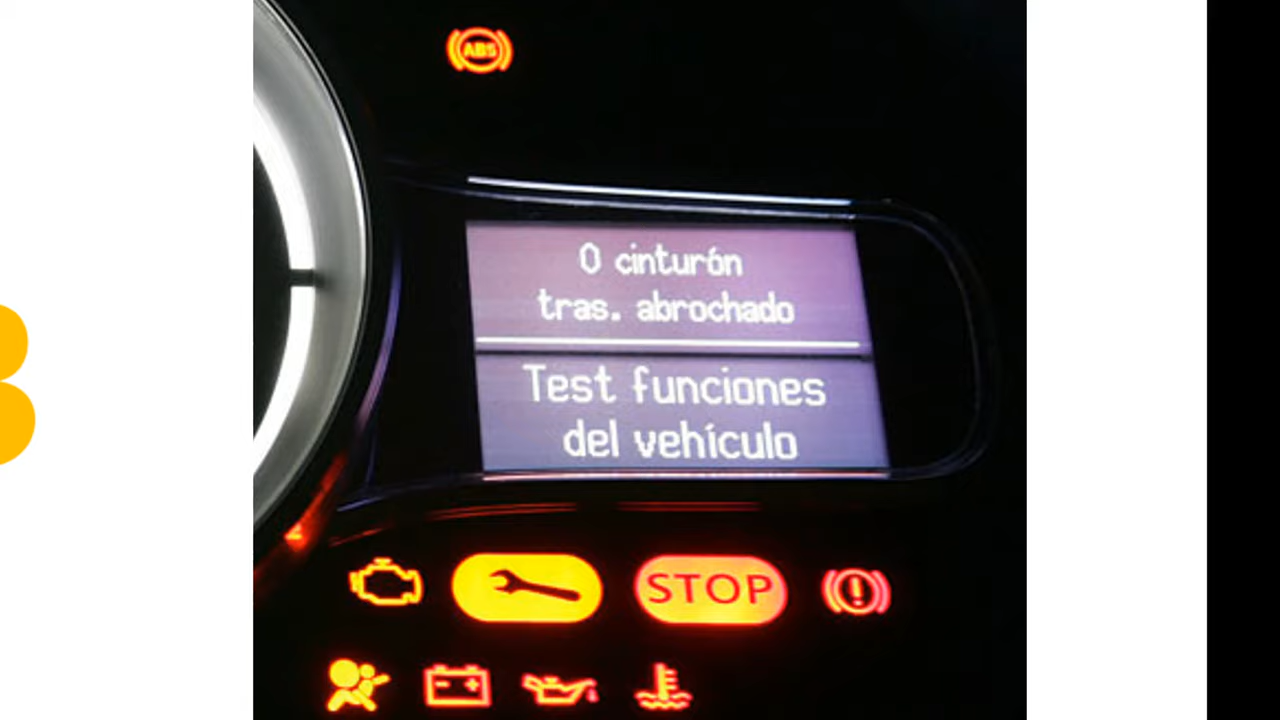 ABS
0 cinturón
tras. abrochado
Test funciones
del vehículo
STOP